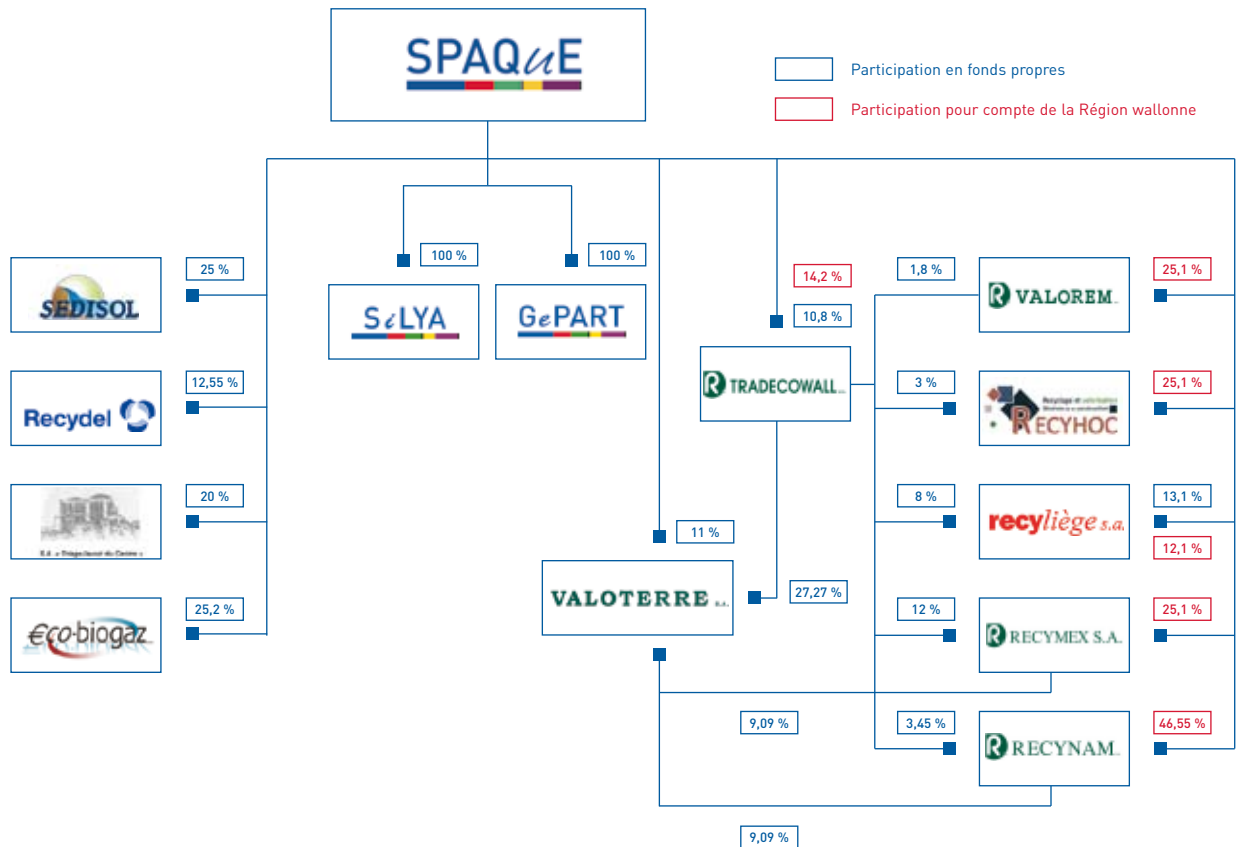 SPAQuE
Participation en fonds propres
Participation pour compte de la Région wallonne
100 %
100 %
25 %
SEDISOL
SiLYA
GePART
14,2 %
10,8 %
TRADECOWALL
1,8 %
VALOREM
25,1 %
12,55 %
Recydel
3 %
RECYHOC
25,1 %
20 %
8 %
recyliège s.a.
13,1 %
12,1 %
11 %
VALOTERRE
27,27 %
25,2 %
€co-biogaz
12 %
RECYMEX S.A.
25,1 %
9,09 %
3,45 %
RECYNAM
46,55 %
9,09 %